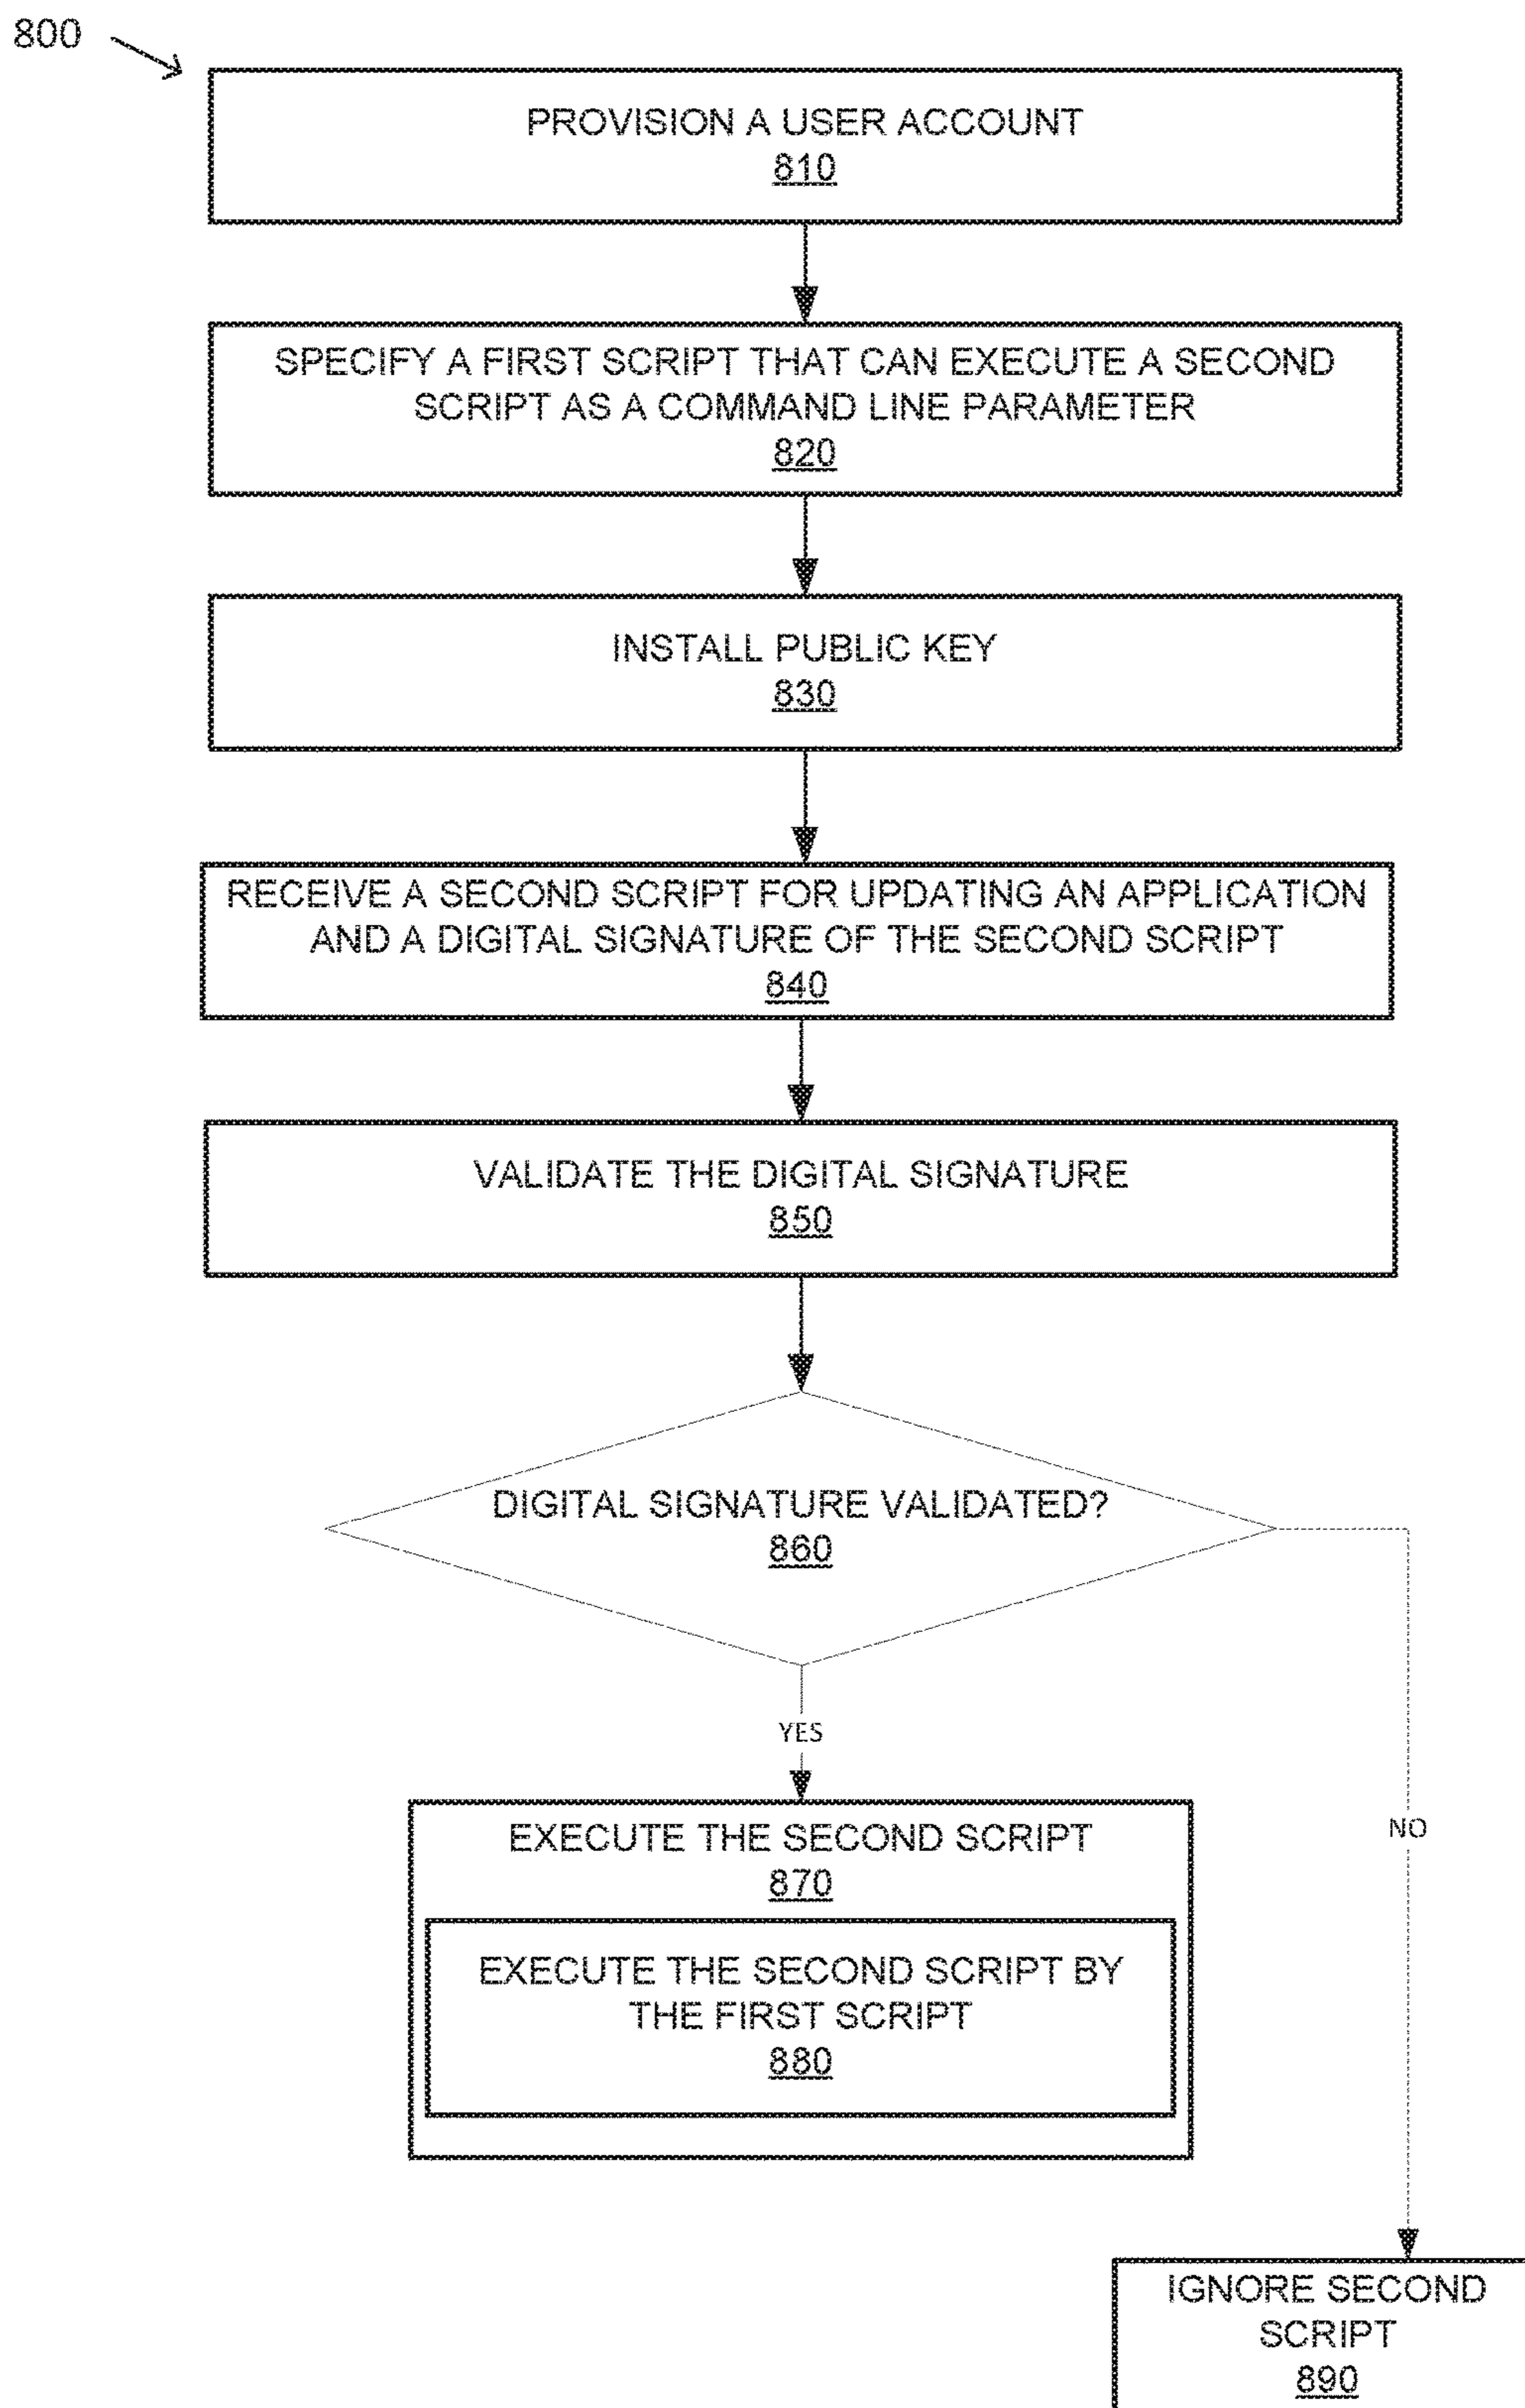 800
PROVISION A USER ACCOUNT
810
SPECIFY A FIRST SCRIPT THAT CAN EXECUTE A SECOND
SCRIPT AS A COMMAND LINE PARAMETER
820
INSTALL PUBLIC KEY
830
RECEIVE A SECOND SCRIPT FOR UPDATING AN APPLICATION
AND A DIGITAL SIGNATURE OF THE SECOND SCRIPT
840
VALIDATE THE DIGITAL SIGNATURE
850
DIGITAL SIGNATURE VALIDATED?
860
YES
NO
EXECUTE THE SECOND SCRIPT
870
EXECUTE THE SECOND SCRIPT BY
THE FIRST SCRIPT
880
IGNORE SECOND
SCRIPT
890